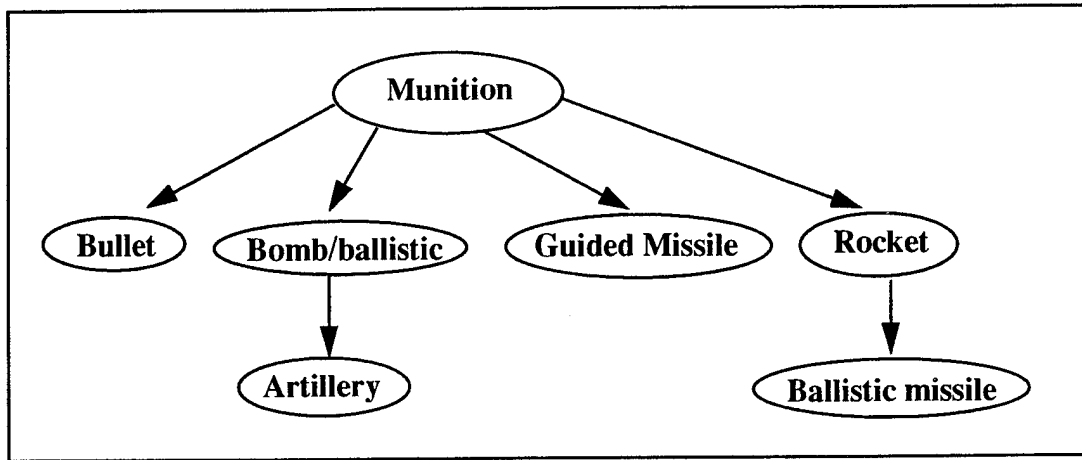 Munition
Bullet
Bomb/ballistic
Guided Missile
Rocket
Artillery
Ballistic missile